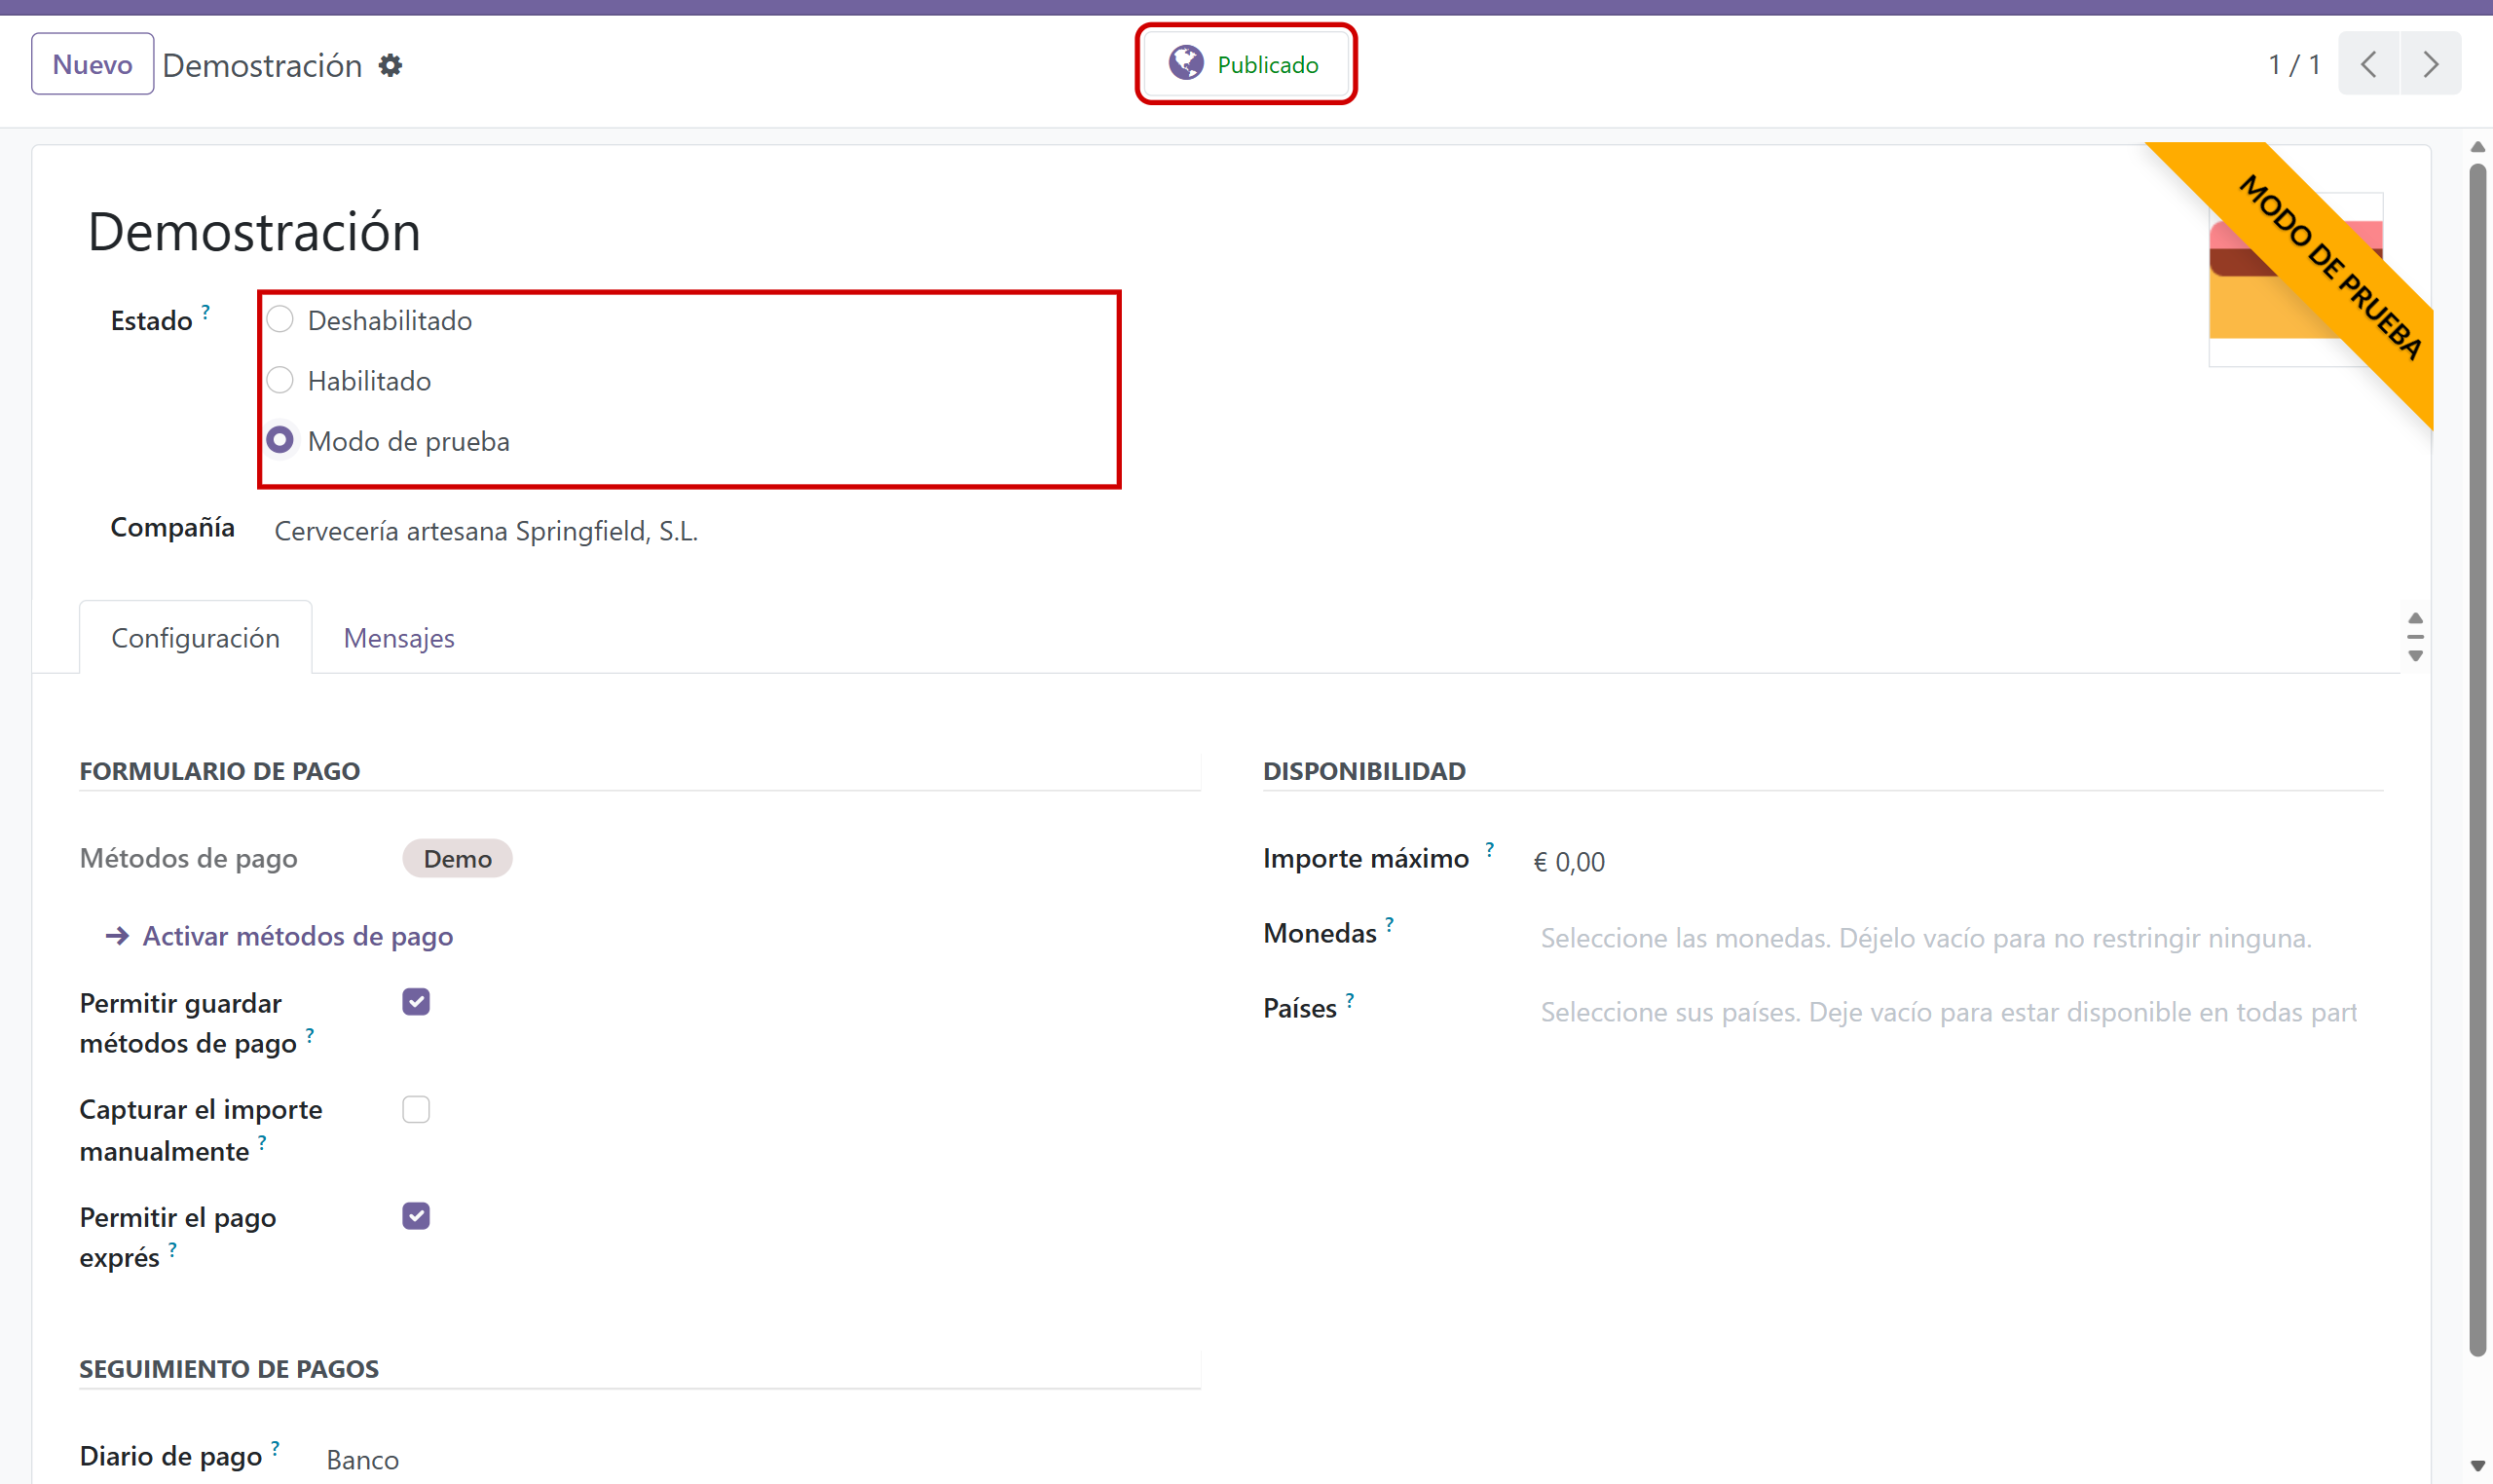 Nuevo Demostración
Publicado
1 / 1
MODO DE PRUEBA
Demostración
Estado ?
Deshabilitado
Habilitado
Modo de prueba
Compañía Cervecería artesana Springfield, S.L.
Configuración Mensajes
FORMULARIO DE PAGO
Métodos de pago Demo
→ Activar métodos de pago
Permitir guardar
métodos de pago ?
Capturar el importe
manualmente ?
Permitir el pago
exprés ?
DISPONIBILIDAD
Importe máximo ? € 0,00
Monedas ? Seleccione las monedas. Déjelo vacío para no restringir ninguna.
Países ? Seleccione sus países. Deje vacío para estar disponible en todas part
SEGUIMIENTO DE PAGOS
Diario de pago ? Banco